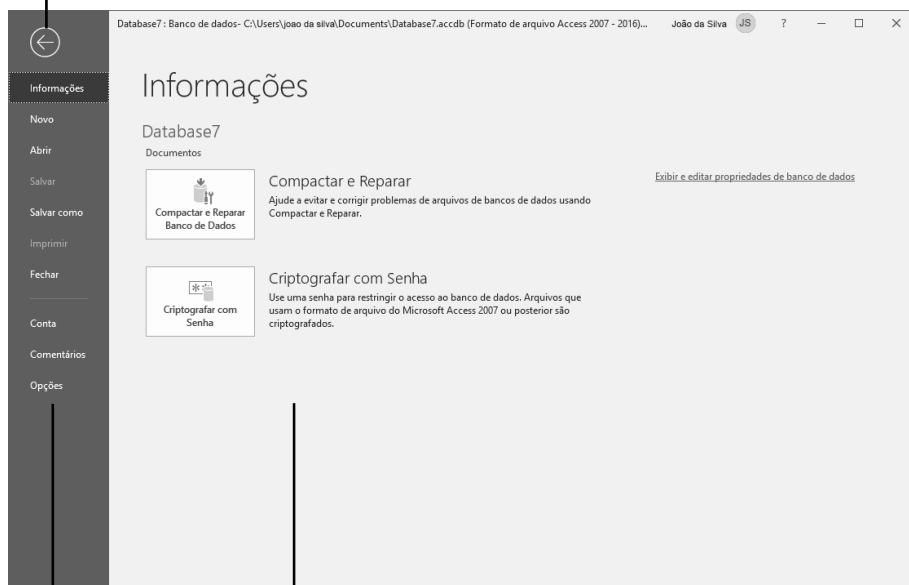 Database7 : Banco de dados- C:\Users\joao da silva\Documents\Database7.accdb (Formato de arquivo Access 2007 - 2016)... João da Silva JS ?
Informações
Novo
Abrir
Salvar
Salvar como
Imprimir
Fechar
Conta
Comentários
Opções
Informações
Database7
Documentos
Compactar e Reparar
Banco de Dados
Compactar e Reparar
Ajude a evitar e corrigir problemas de arquivos de bancos de dados usando
Compactar e Reparar.
Criptografar com
Senha
Criptografar com Senha
Use uma senha para restringir o acesso ao banco de dados. Arquivos que
usam o formato de arquivo do Microsoft Access 2007 ou posterior são
criptografados.
Exibir e editar propriedades de banco de dados